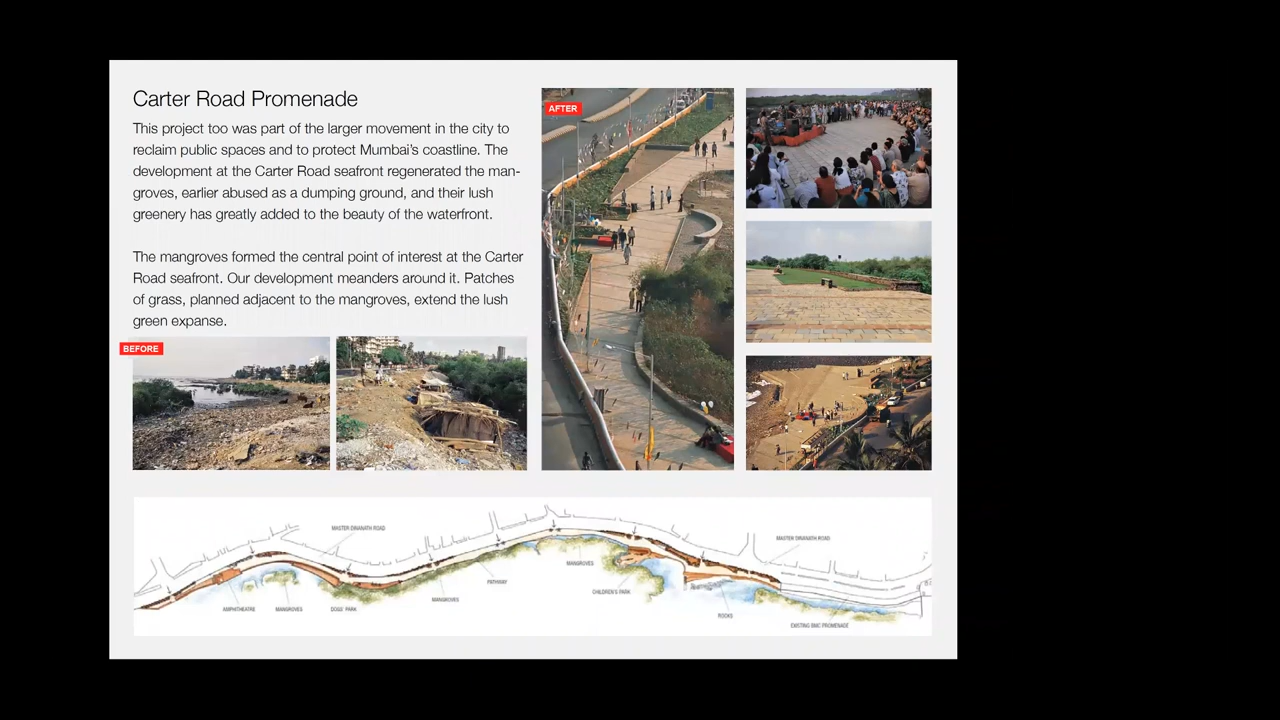 Carter Road Promenade
This project too was part of the larger movement in the city to
reclaim public spaces and to protect Mumbai's coastline. The
development at the Carter Road seafront regenerated the man-
groves, earlier abused as a dumping ground, and their lush
greenery has greatly added to the beauty of the waterfront.
The mangroves formed the central point of interest at the Carter
Road seafront. Our development meanders around it. Patches
of grass, planned adjacent to the mangroves, extend the lush
green expanse.
BEFORE
AFTER
MASTER EWANATH ROAD
MASTER EWANATH ROAD
AMPHITHEATRE
MANGROVES
DOGS' PARK
MANGROVES
PATHWAY
MANGROVES
CHILDREN'S PARK
ROCKS
EXISTING BMC PROMENADE